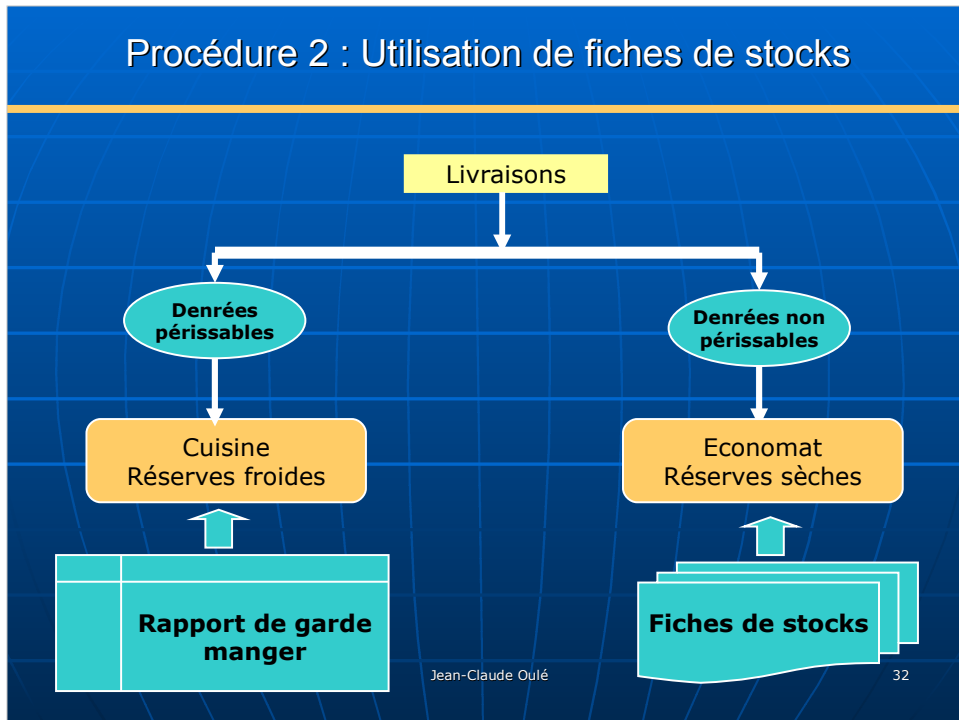 Procédure 2 : Utilisation de fiches de stocks
Livraisons
Denrées
périssables
Denrées non
périssables
Cuisine
Réserves froides
Economat
Réserves sèches
Rapport de garde
manger
Fiches de stocks
Jean-Claude Oulé
32